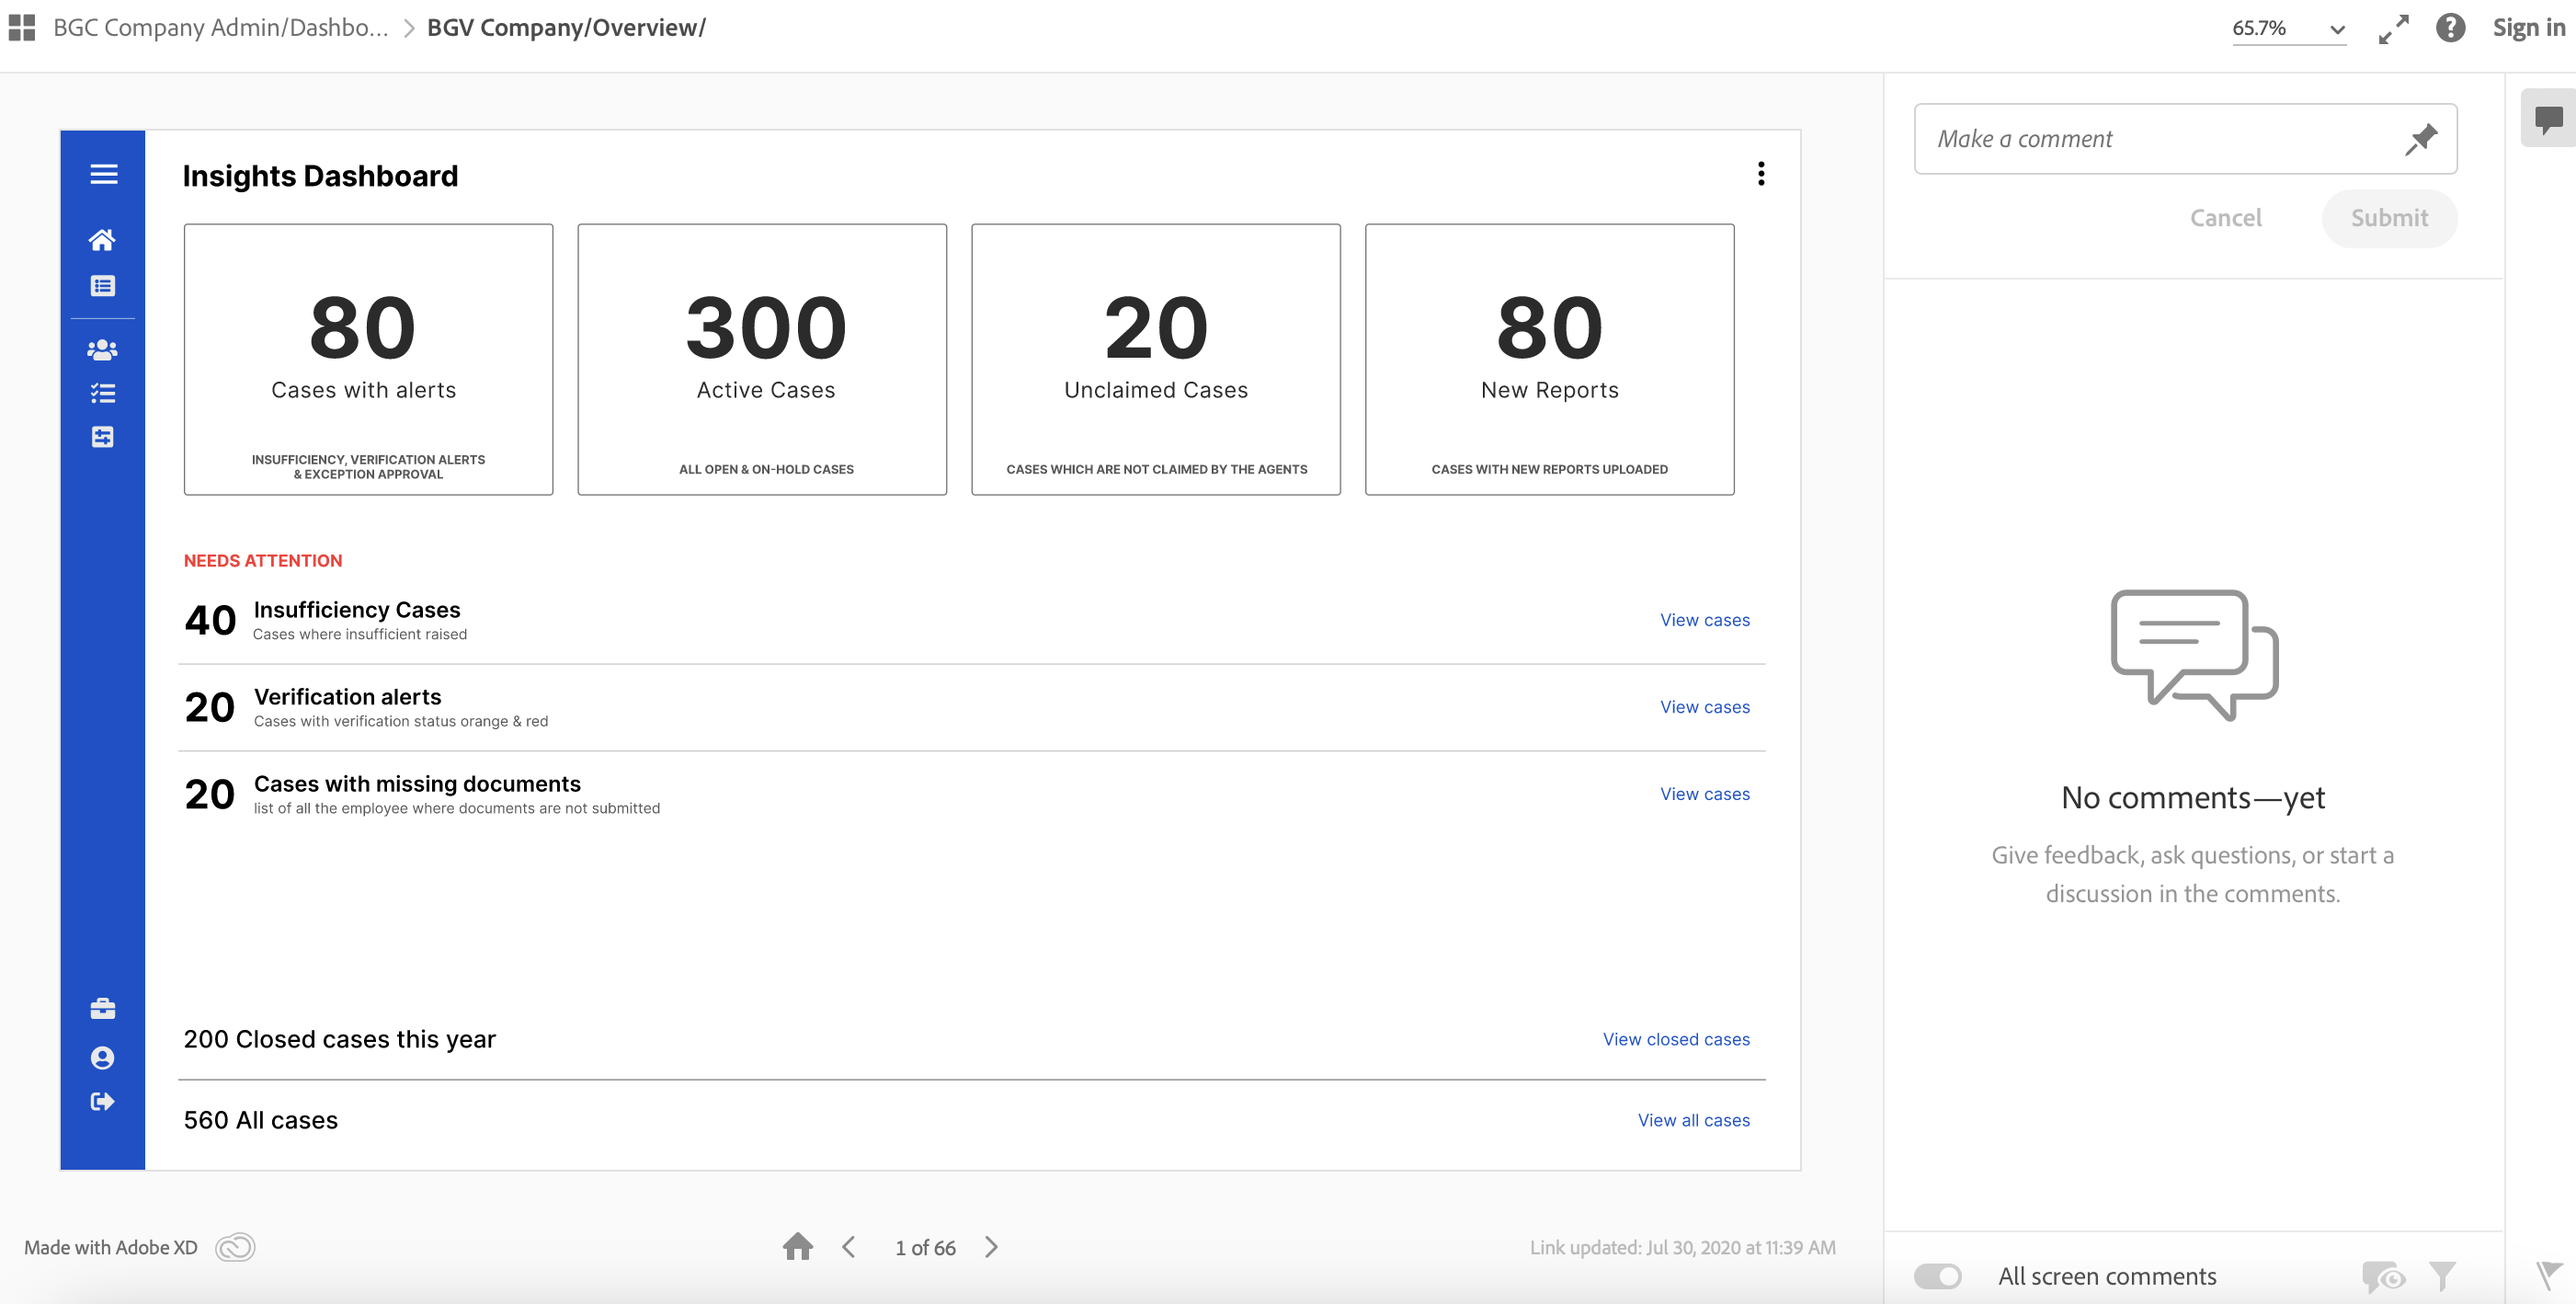 BGC Company Admin/Dashbo... > BGV Company/Overview/
65.7%
Sign in
Insights Dashboard
80
Cases with alerts
INSUFFICIENCY, VERIFICATION ALERTS
& EXCEPTION APPROVAL
300
Active Cases
ALL OPEN & ON-HOLD CASES
20
Unclaimed Cases
CASES WHICH ARE NOT CLAIMED BY THE AGENTS
80
New Reports
CASES WITH NEW REPORTS UPLOADED
NEEDS ATTENTION
40 Insufficiency Cases
Cases where insufficient raised
View cases
20 Verification alerts
Cases with verification status orange & red
View cases
20 Cases with missing documents
list of all the employee where documents are not submitted
View cases
200 Closed cases this year
View closed cases
560 All cases
View all cases
Made with Adobe XD
1 of 66
Link updated: Jul 30, 2020 at 11:39 AM
Make a comment
Cancel
Submit
No comments—yet
Give feedback, ask questions, or start a
discussion in the comments.
All screen comments